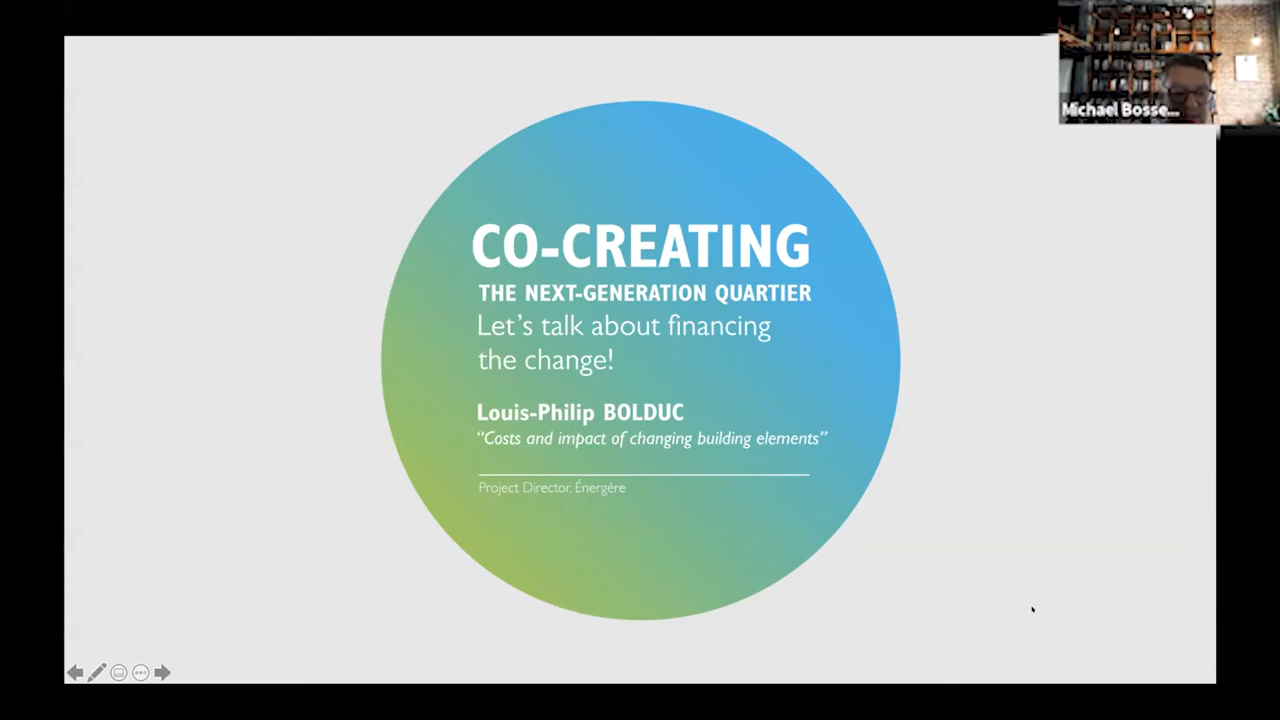 Michael Bosse...
CO-CREATING
THE NEXT-GENERATION QUARTIER
Let's talk about financing
the change!
Louis-Philip BOLDUC
"Costs and impact of changing building elements"
Project Director, Énergère